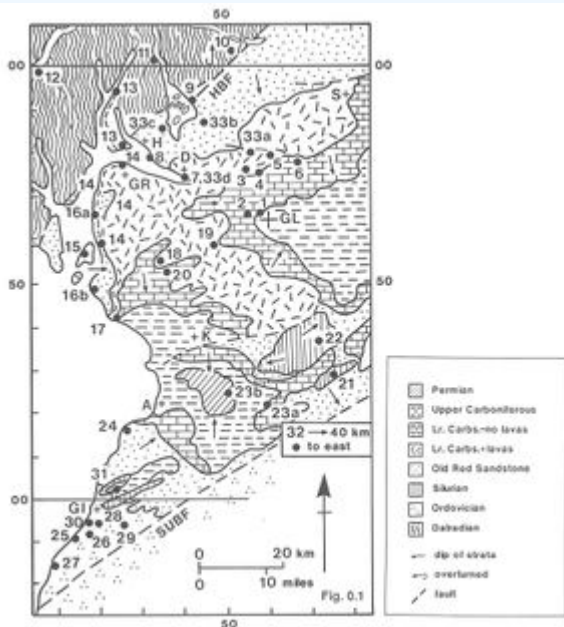 50
10
11
00
00
12
13
9
HBF
S+
33c
33b
33a
13
H
14
8
D
+
5
6
3
4
GR
7,33d
14
14
2
1
16a
+GL
19
14
15
18
20
50
50
16b
17
+K
22
21
23b
A
23a
24
32 → 40 km
to east
31
00
00
GI+
28
30
SUBF
25
26
29
27
0
20 km
0
10 miles
Fig. 0.1
50
Permian
Upper Carboniferous
Lr. Carbs.-no lavas
Lr. Carbs.+lavas
Old Red Sandstone
Silurian
Ordovician
Dalradian
dip of strata
overturned
fault